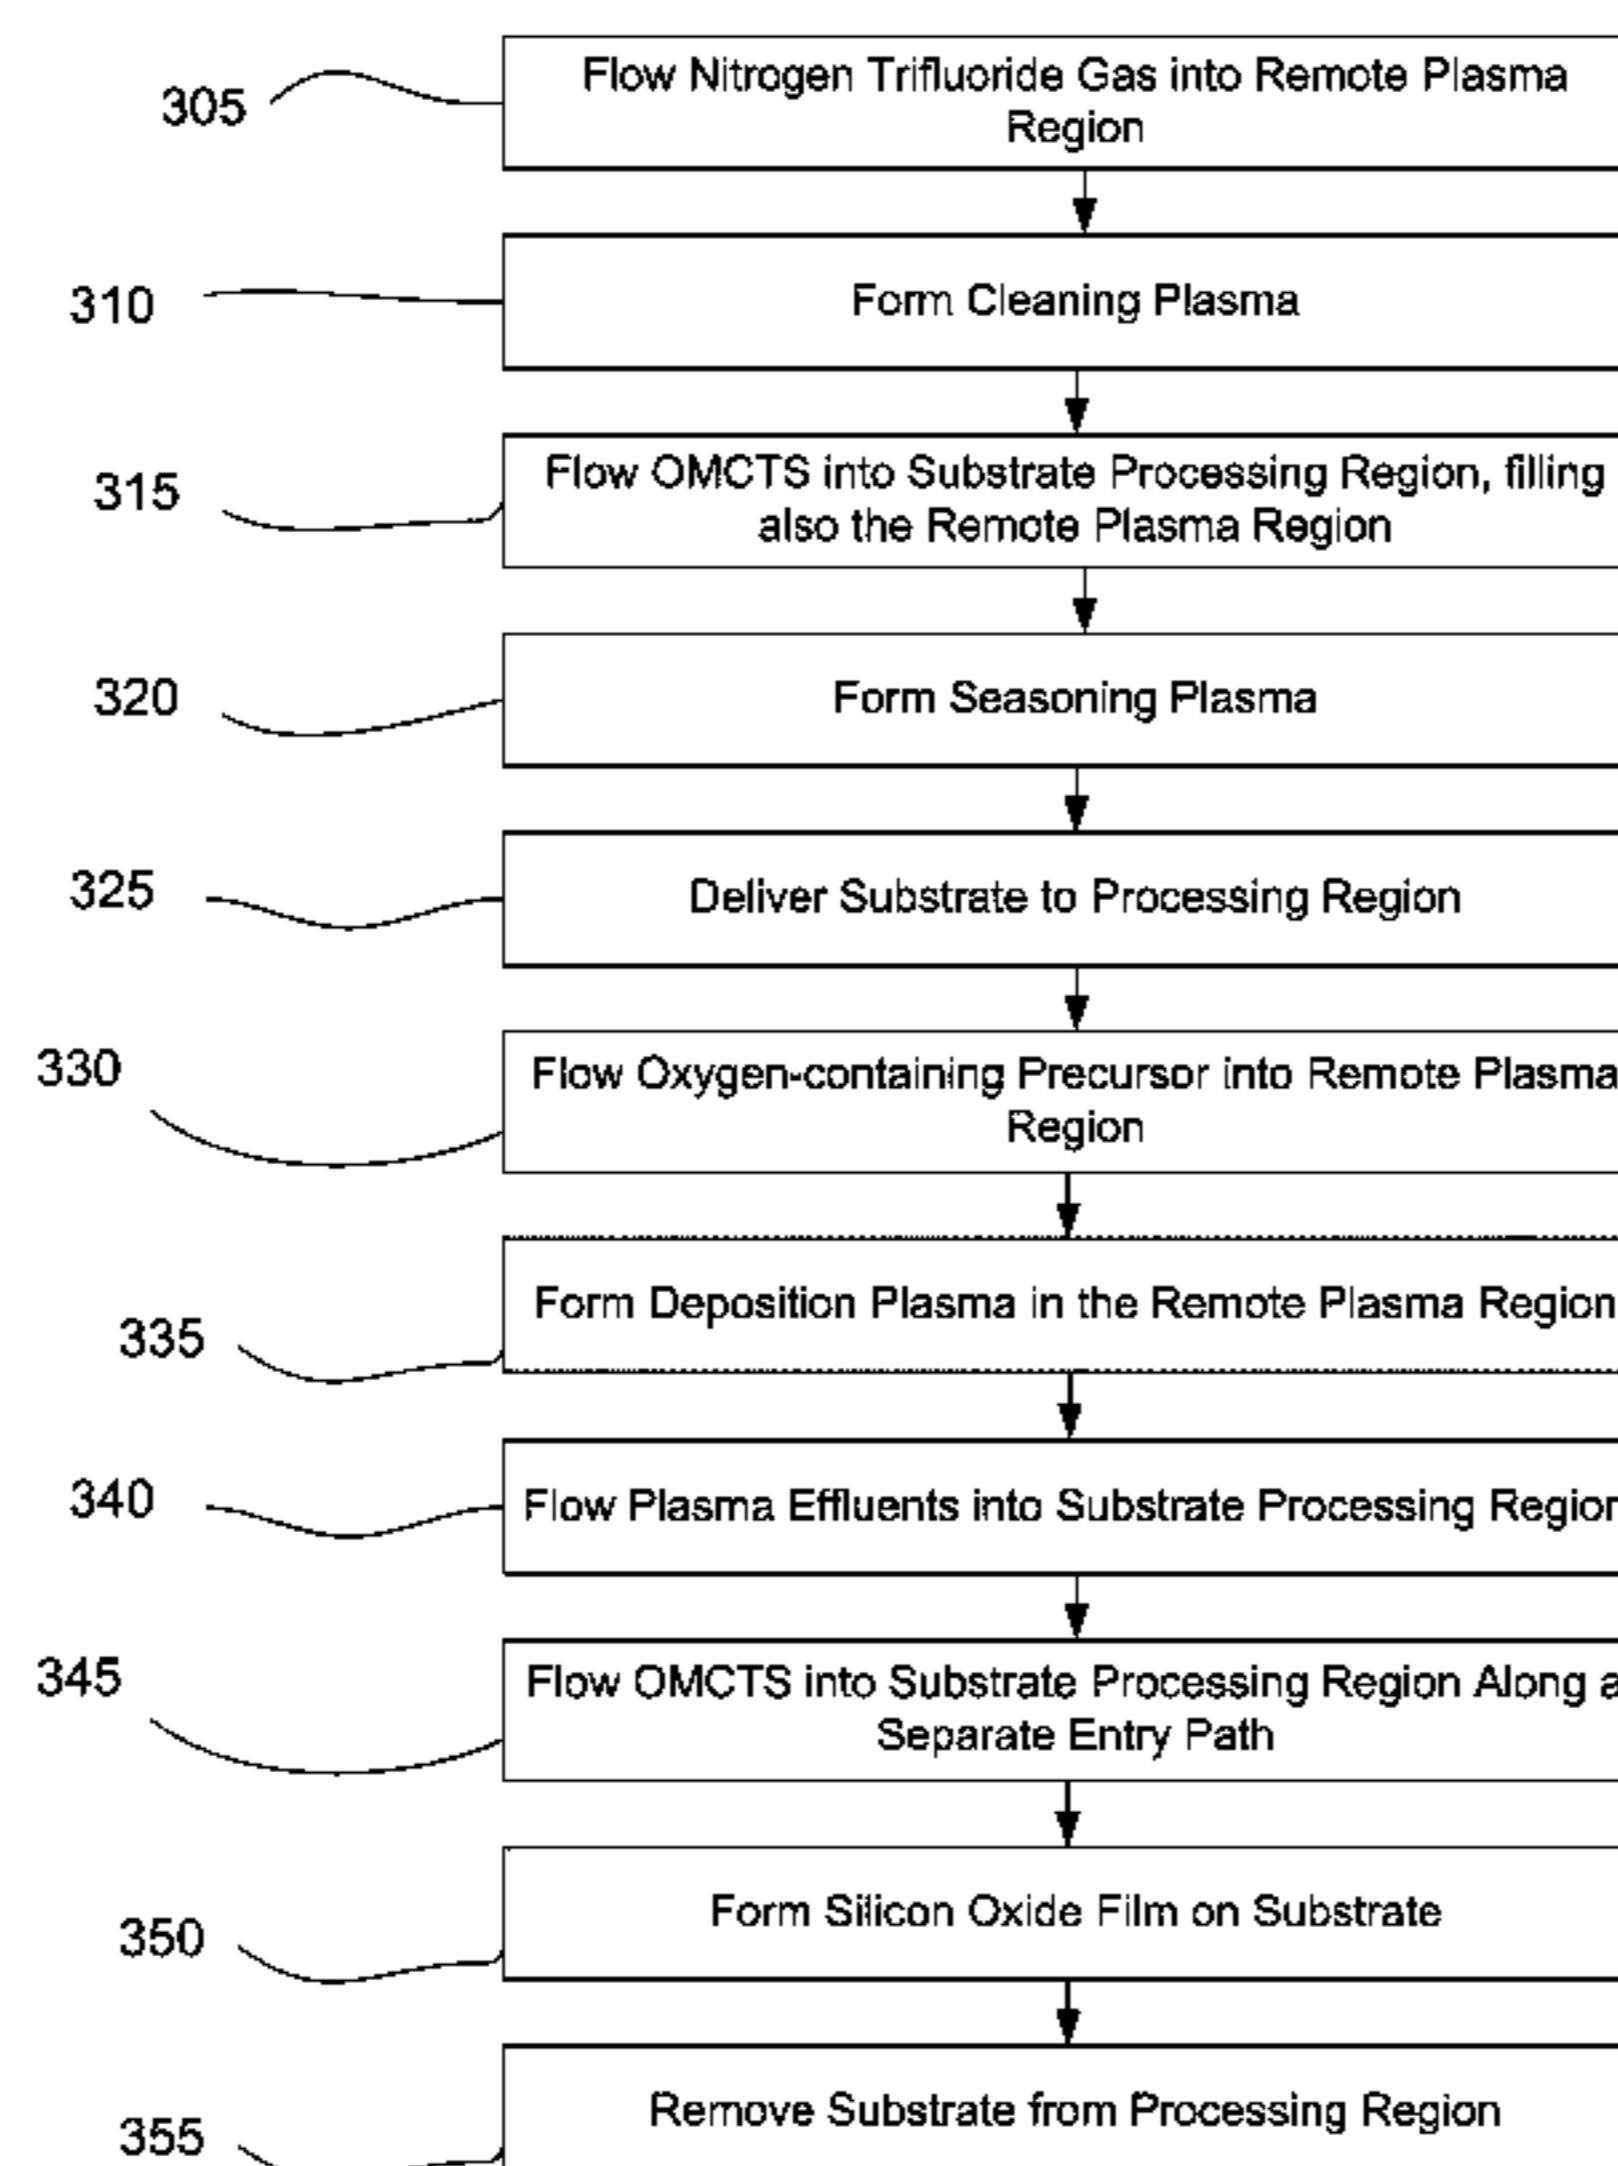 305
Flow Nitrogen Trifluoride Gas into Remote Plasma
Region
310
Form Cleaning Plasma
315
Flow OMCTS into Substrate Processing Region, filling
also the Remote Plasma Region
320
Form Seasoning Plasma
325
Deliver Substrate to Processing Region
330
Flow Oxygen-containing Precursor into Remote Plasma
Region
335
Form Deposition Plasma in the Remote Plasma Region
340
Flow Plasma Effluents into Substrate Processing Region
345
Flow OMCTS into Substrate Processing Region Along a
Separate Entry Path
350
Form Silicon Oxide Film on Substrate
355
Remove Substrate from Processing Region